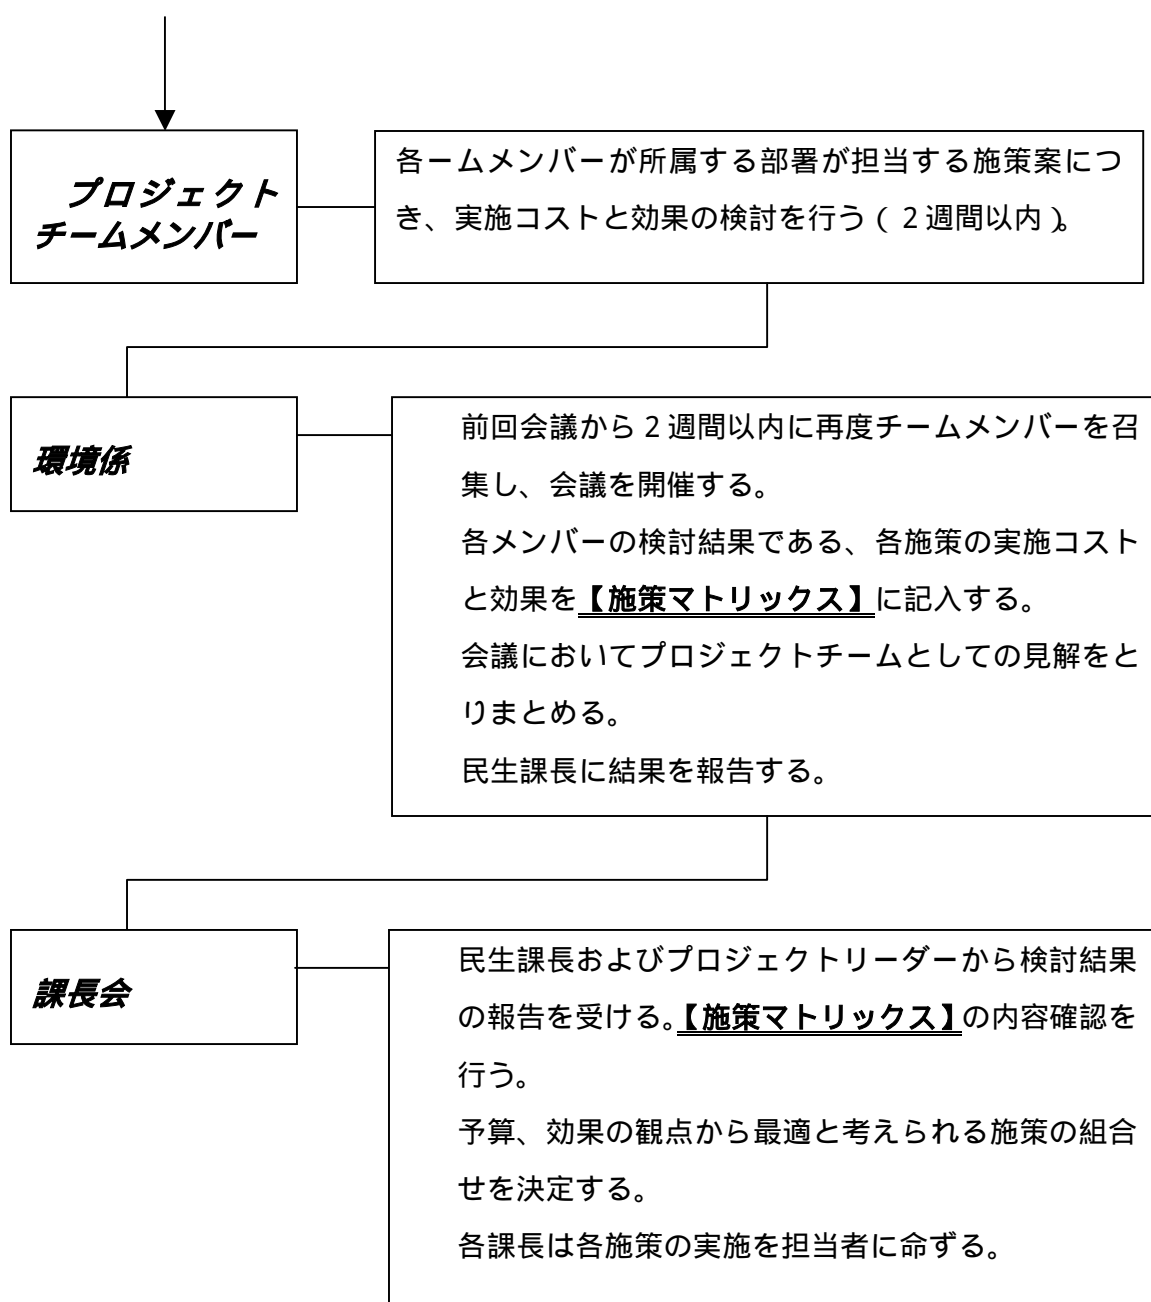 プロジェクト
チームメンバー
各ームメンバーが所属する部署が担当する施策案につ
き、実施コストと効果の検討を行う(2週間以内)。
環境係
前回会議から2週間以内に再度チームメンバーを召
集し、会議を開催する。
各メンバーの検討結果である、各施策の実施コスト
と効果を【施策マトリックス】に記入する。
会議においてプロジェクトチームとしての見解をと
りまとめる。
民生課長に結果を報告する。
課長会
民生課長およびプロジェクトリーダーから検討結果
の報告を受ける。【施策マトリックス】の内容確認を
行う。
予算、効果の観点から最適と考えられる施策の組合
せを決定する。
各課長は各施策の実施を担当者に命ずる。